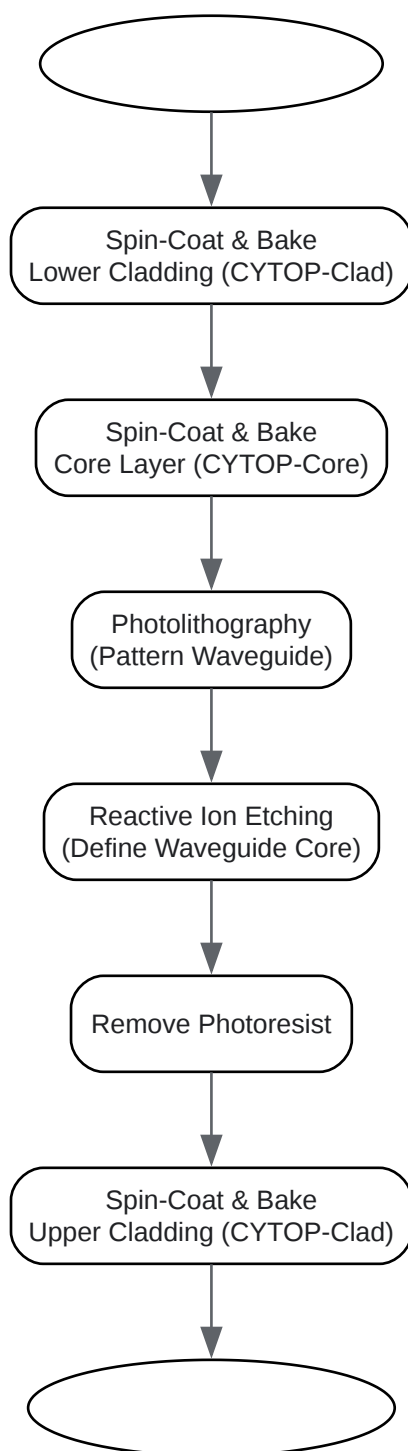 Spin-Coat & Bake
Lower Cladding (CYTOP-Clad)
Spin-Coat & Bake
Core Layer (CYTOP-Core)
Photolithography
(Pattern Waveguide)
Reactive Ion Etching
(Define Waveguide Core)
Remove Photoresist
Spin-Coat & Bake
Upper Cladding (CYTOP-Clad)